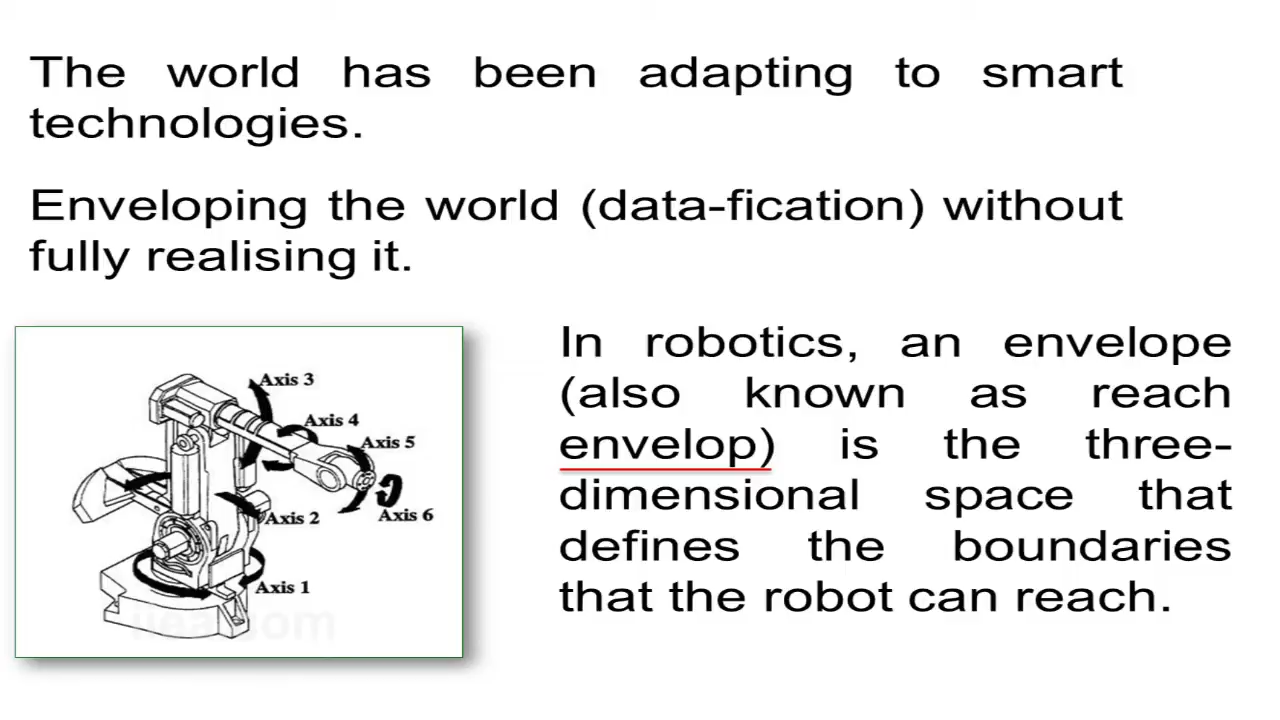 The world has been adapting to smart
technologies.
Enveloping the world (data-fication) without
fully realising it.
In robotics, an envelope
(also known as reach
envelop) is the three-
dimensional space that
defines the boundaries
that the robot can reach.
Axis 3
Axis 4
Axis 5
Axis 6
Axis 2
Axis 1